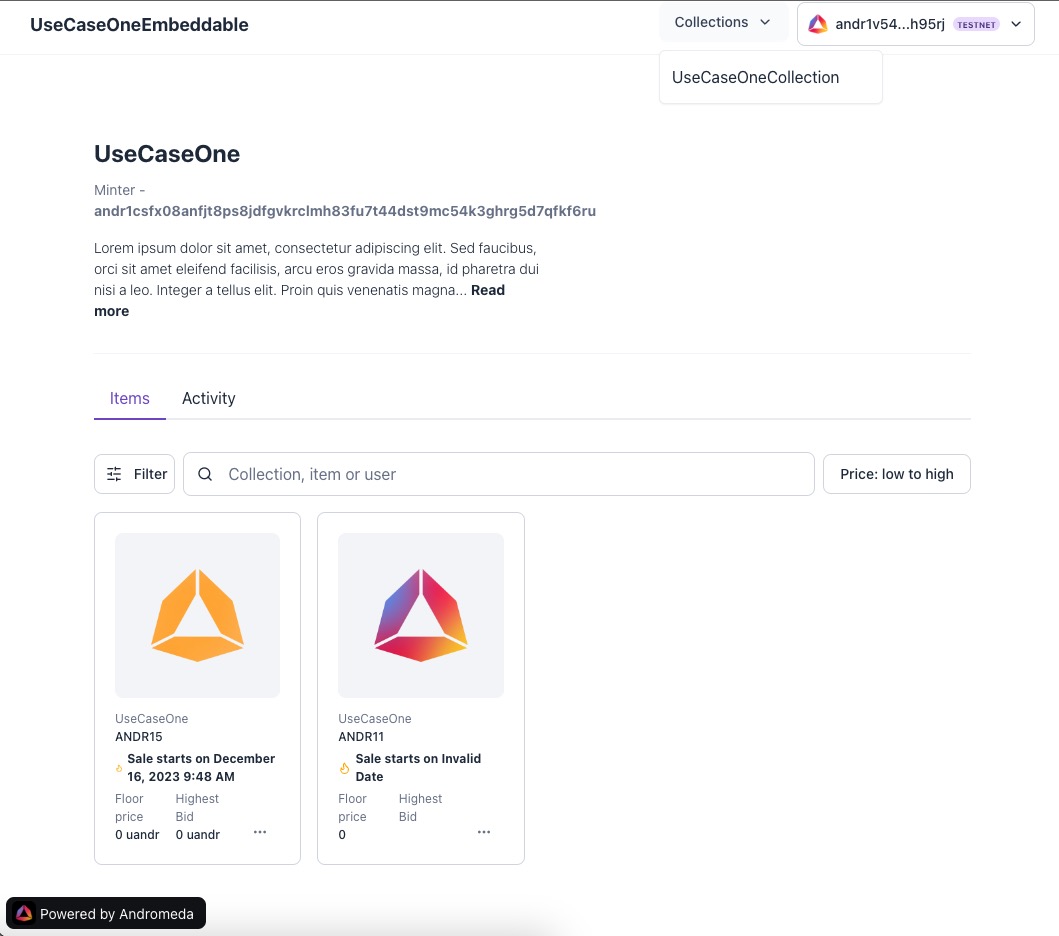 UseCaseOneEmbeddable
Collections
andr1v54...h95rj TESTNET
UseCaseOneCollection
UseCaseOne
Minter -
andr1csfx08anfjt8ps8jdfgvkrclmh83fu7t44dst9mc54k3ghrg5d7qfkf6ru
Lorem ipsum dolor sit amet, consectetur adipiscing elit. Sed faucibus,
orci sit amet eleifend facilisis, arcu eros gravida massa, id pharetra dui
nisi a leo. Integer a tellus elit. Proin quis venenatis magna... Read
more
Items
Activity
Filter
Collection, item or user
Price: low to high
UseCaseOne
ANDR15
Sale starts on December
16, 2023 9:48 AM
Floor
price
0 uandr
Highest
Bid
0 uandr
UseCaseOne
ANDR11
Sale starts on Invalid
Date
Floor
price
0
Highest
Bid
Powered by Andromeda